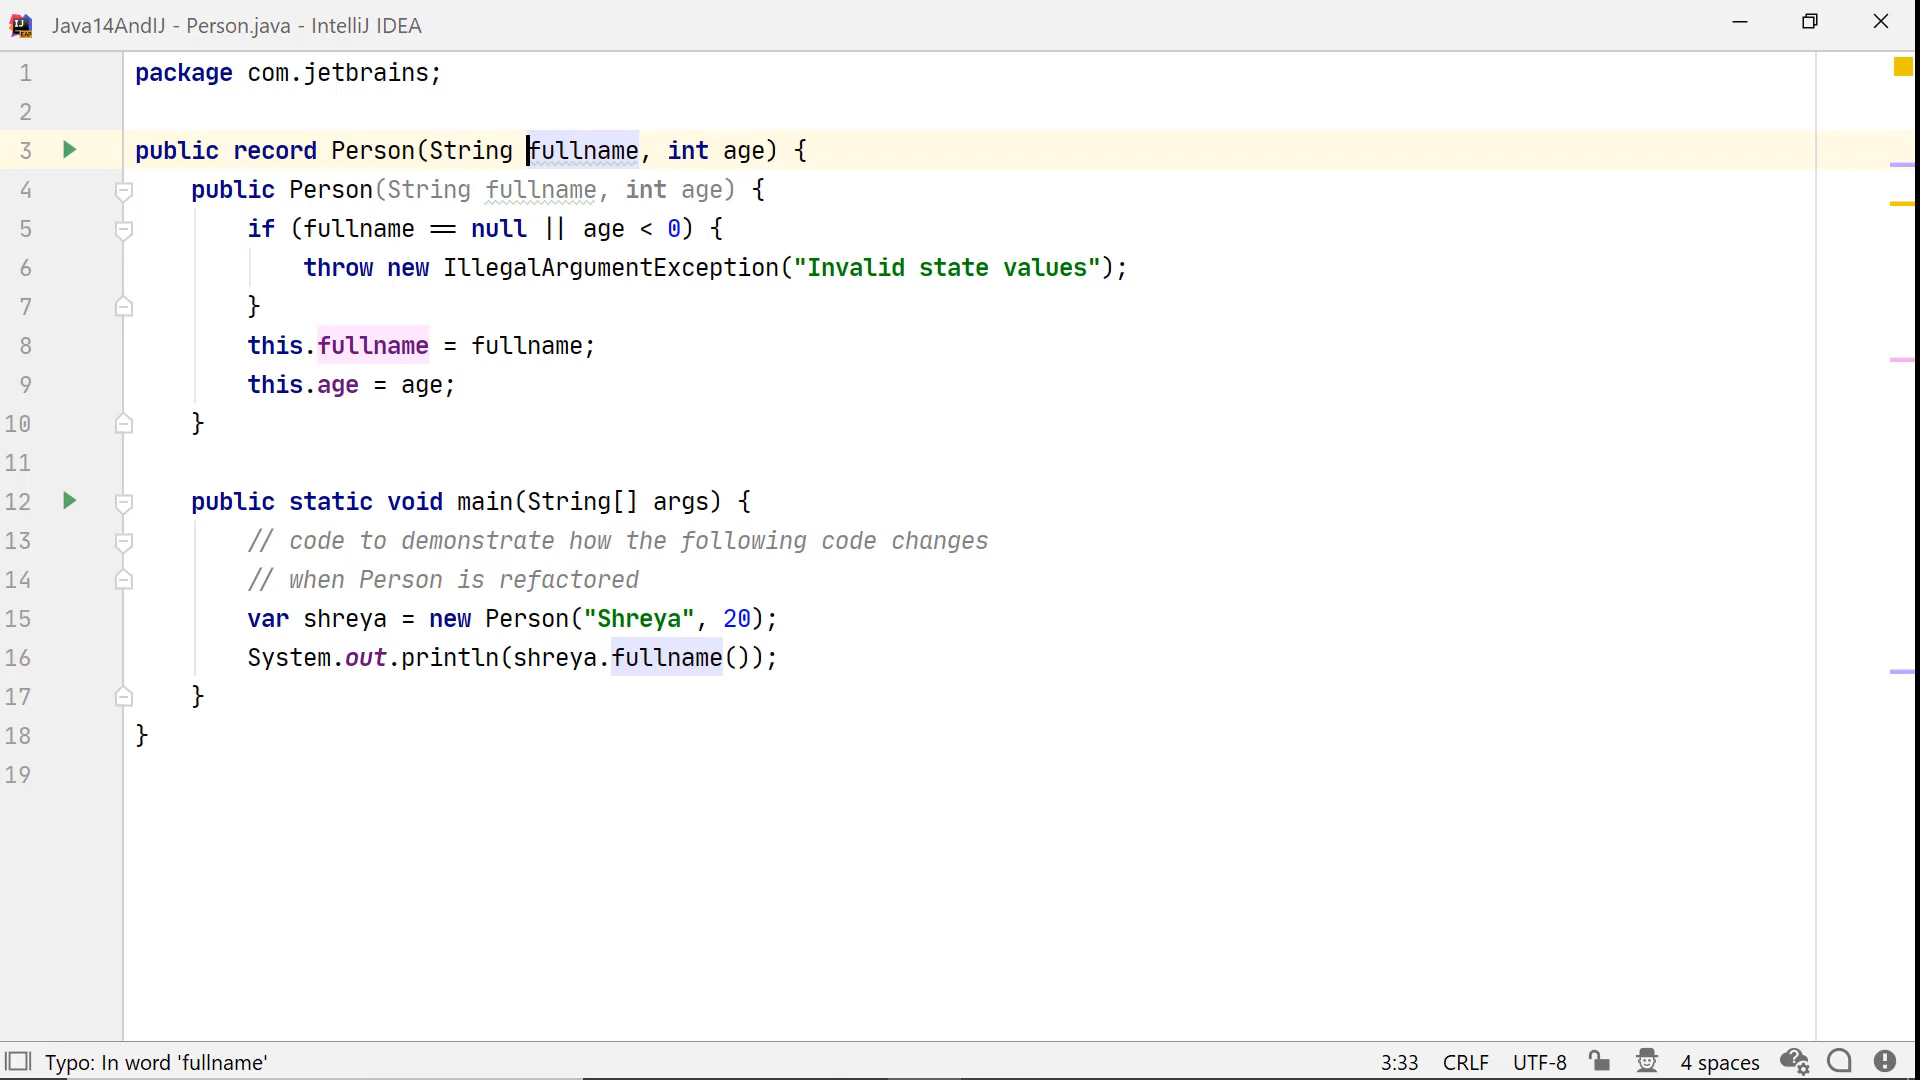 Java14AndIJ - Person.java - IntelliJ IDEA
1 package com.jetbrains;
2
3 public record Person(String fullname, int age) {
4 public Person(String fullname, int age) {
5 if (fullname == null || age < 0) {
6 throw new IllegalArgumentException("Invalid state values");
7 }
8 this.fullname = fullname;
9 this.age = age;
10 }
11
12 public static void main(String[] args) {
13 // code to demonstrate how the following code changes
14 // when Person is refactored
15 var shreya = new Person("Shreya", 20);
16 System.out.println(shreya.fullname());
17 }
18 }
19
Typo: In word 'fullname' 3:33 CRLF UTF-8 4 spaces